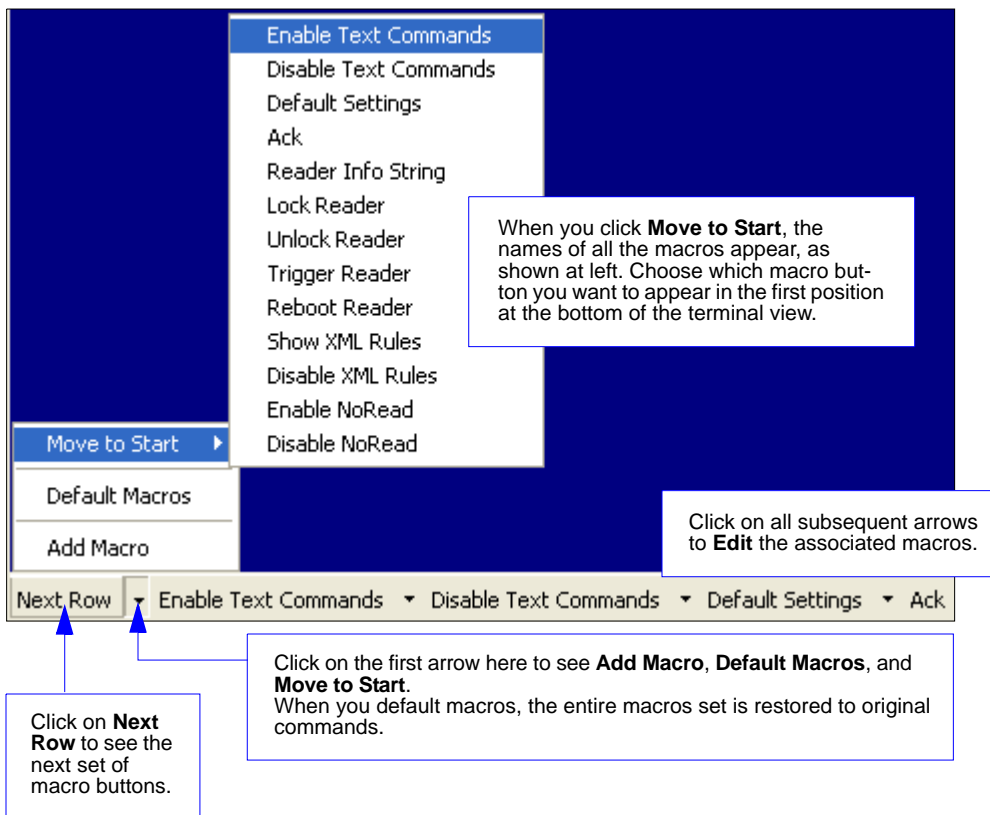 Enable Text Commands
Disable Text Commands
Default Settings
Ack
Reader Info String
Lock Reader
Unlock Reader
Trigger Reader
Reboot Reader
Show XML Rules
Disable XML Rules
Enable NoRead
Disable NoRead
When you click Move to Start, the
names of all the macros appear, as
shown at left. Choose which macro but-
ton you want to appear in the first position
at the bottom of the terminal view.
Move to Start
Default Macros
Add Macro
Click on all subsequent arrows
to Edit the associated macros.
Next Row Enable Text Commands Disable Text Commands Default Settings Ack
Click on the first arrow here to see Add Macro, Default Macros, and
Move to Start.
When you default macros, the entire macros set is restored to original
commands.
Click on Next
Row to see the
next set of
macro buttons.